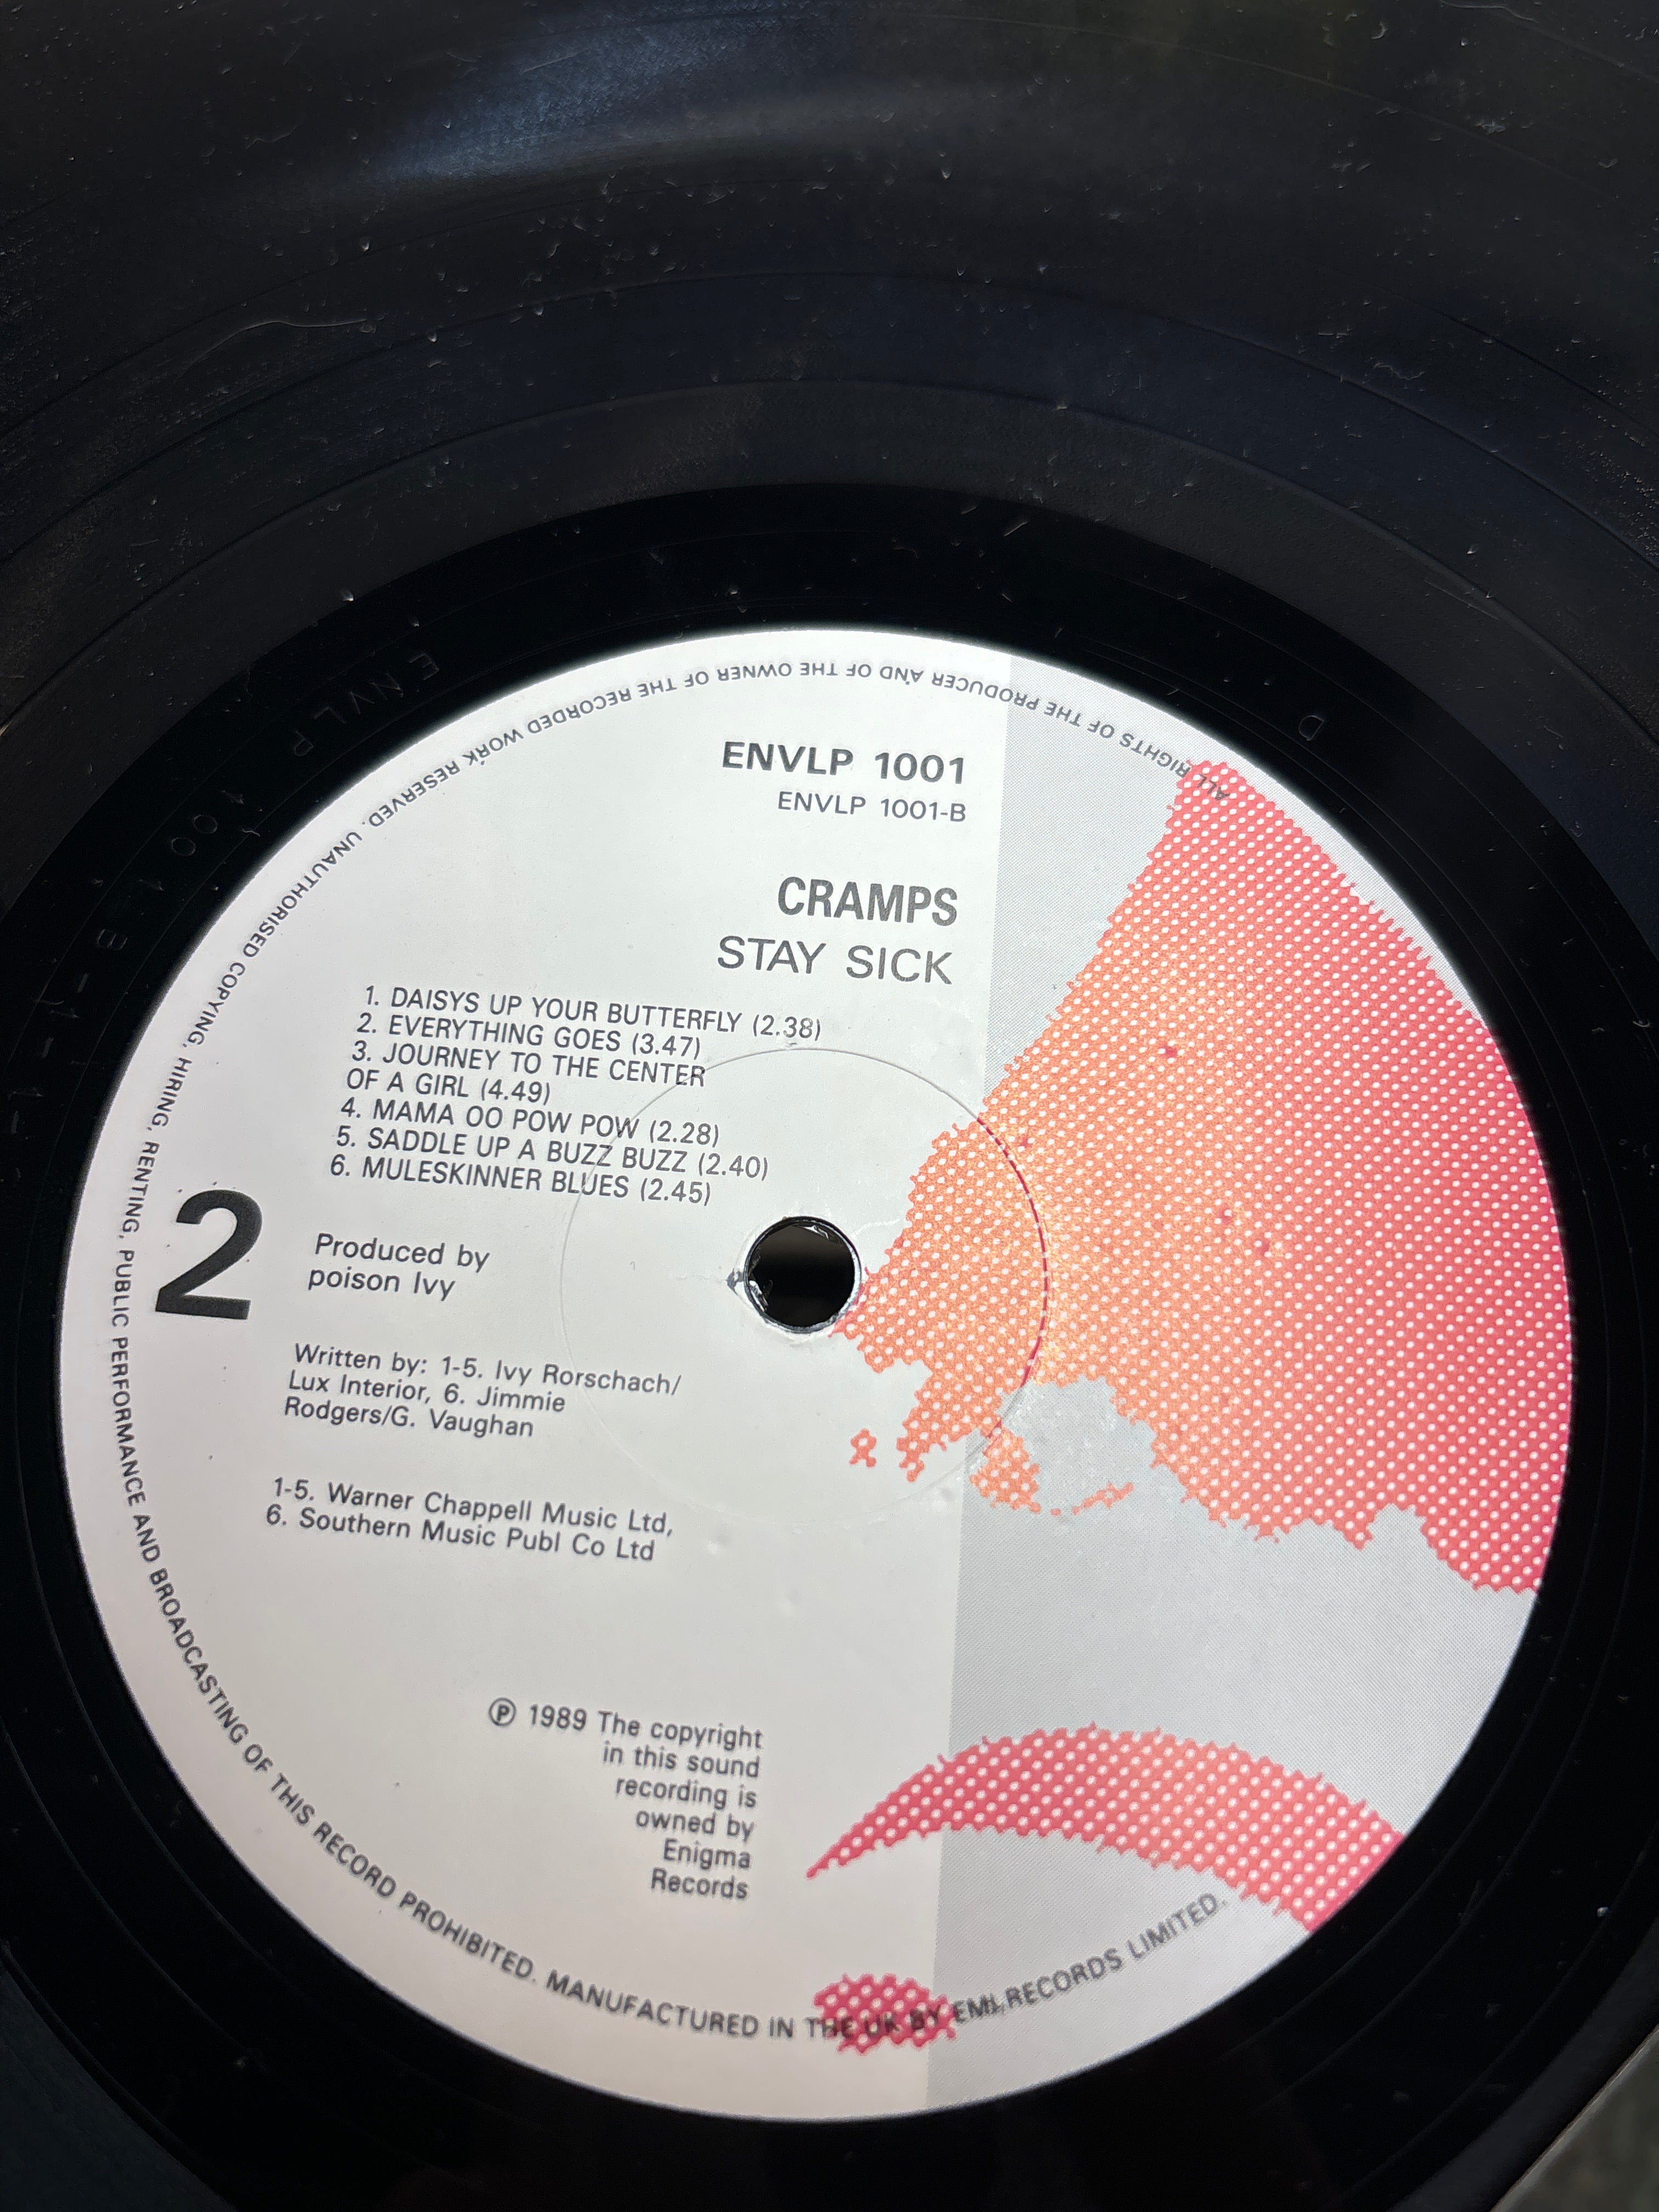 ENVLP 1001
ENVLP 1001-B
CRAMPS
STAY SICK
1. DAISYS UP YOUR BUTTERFLY (2.38)
2. EVERYTHING GOES (3.47)
3. JOURNEY TO THE CENTER
OF A GIRL (4.49)
4. MAMA OO POW POW (2.28)
5. SADDLE UP A BUZZ BUZZ (2.40)
6. MULESKINNER BLUES (2.45)
2
Produced by
poison Ivy
Written by: 1-5. Ivy Rorschach/
Lux Interior, 6. Jimmie
Rodgers/G. Vaughan
1-5. Warner Chappell Music Ltd,
6. Southern Music Publ Co Ltd
℗ 1989 The copyright
in this sound
recording is
owned by
Enigma
Records
ALL RIGHTS OF THE PRODUCER AND OF THE OWNER OF THE RECORDED WORK RESERVED. UNAUTHORISED COPYING, HIRING, RENTING, PUBLIC PERFORMANCE AND BROADCASTING OF THIS RECORD PROHIBITED. MANUFACTURED IN THE UK BY EMI RECORDS LIMITED.
ENVLP 1001 B-1-1-1-
D